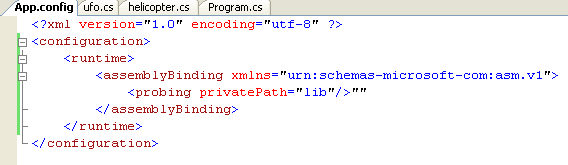 App.config ufo.cs helicopter.cs Program.cs
<?xml version="1.0" encoding="utf-8" ?>
<configuration>
<runtime>
<assemblyBinding xmlns="urn:schemas-microsoft-com:asm.v1">
<probing privatePath="lib"/>""
</assemblyBinding>
</runtime>
</configuration>